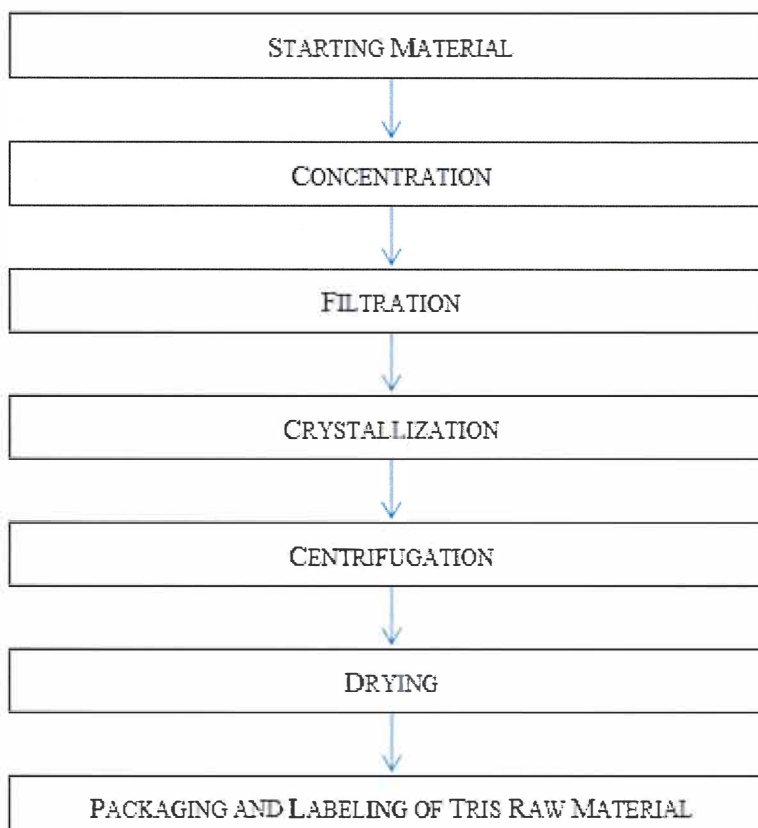 STARTING MATERIAL
CONCENTRATION
FILTRATION
CRYSTALLIZATION
CENTRIFUGATION
DRYING
PACKAGING AND LABELING OF TRIS RAW MATERIAL